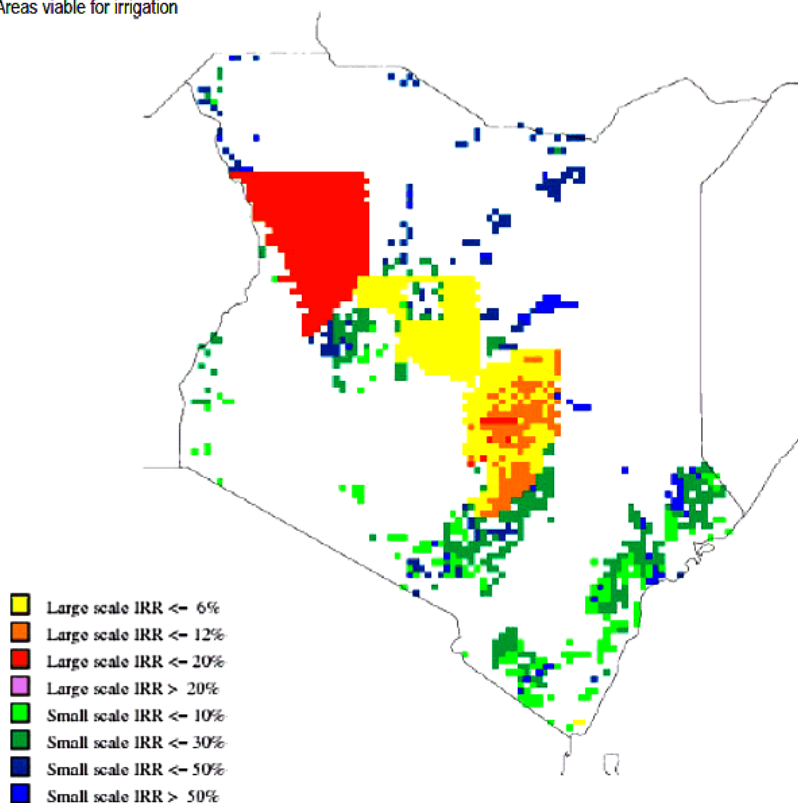 Areas viable for irrigation
Large scale IRR <= 6%
Large scale IRR <= 12%
Large scale IRR <= 20%
Large scale IRR > 20%
Small scale IRR <= 10%
Small scale IRR <= 30%
Small scale IRR <= 50%
Small scale IRR > 50%